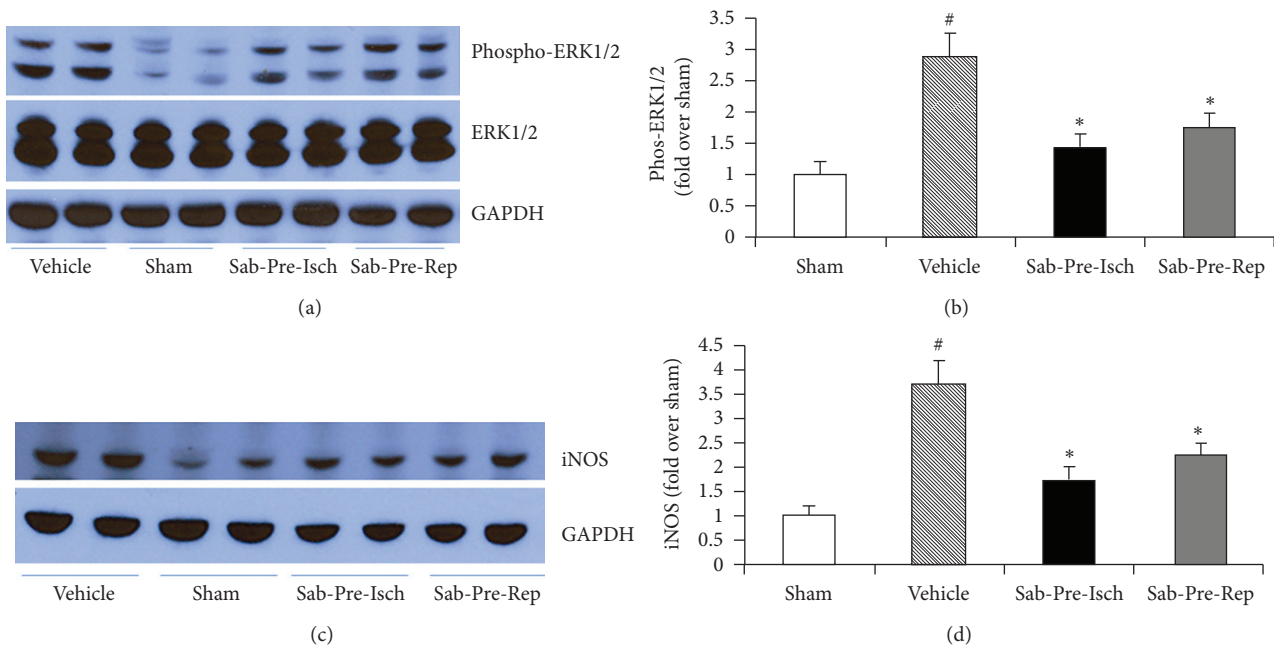 Phospho-ERK1/2
ERK1/2
GAPDH
Vehicle Sham Sab-Pre-Isch Sab-Pre-Rep
(a)
3.5
3
2.5
2
1.5
1
0.5
0
Phos-ERK1/2
(fold over sham)
#
*
*
Sham Vehicle Sab-Pre-Isch Sab-Pre-Rep
(b)
iNOS
GAPDH
Vehicle Sham Sab-Pre-Isch Sab-Pre-Rep
(c)
4.5
4
3.5
3
2.5
2
1.5
1
0.5
0
iNOS (fold over sham)
#
*
*
Sham Vehicle Sab-Pre-Isch Sab-Pre-Rep
(d)